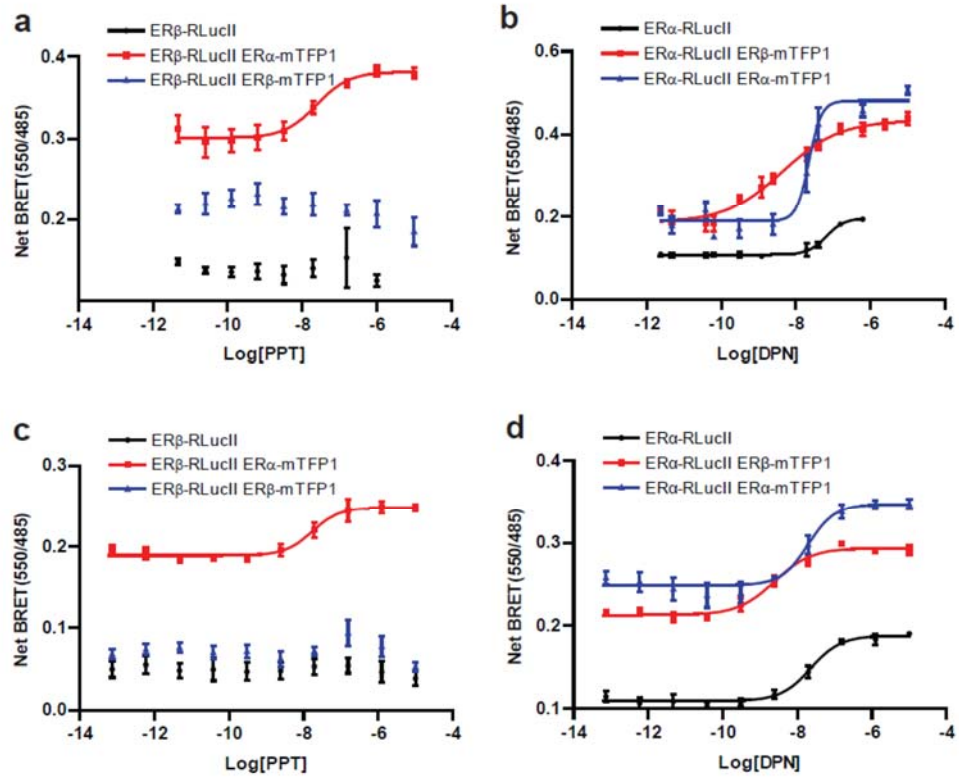 a
ERβ-RLucII
ERβ-RLucII ERα-mTFP1
ERβ-RLucII ERβ-mTFP1
Net BRET(550/485)
0.4
0.3
0.2
-14 -12 -10 -8 -6 -4
Log[PPT]
b
ERα-RLucII
ERα-RLucII ERβ-mTFP1
ERα-RLucII ERα-mTFP1
Net BRET(550/485)
0.6
0.4
0.2
0.0
-14 -12 -10 -8 -6 -4
Log[DPN]
c
ERβ-RLucII
ERβ-RLucII ERα-mTFP1
ERβ-RLucII ERβ-mTFP1
Net BRET(550/485)
0.3
0.2
0.1
0.0
-14 -12 -10 -8 -6 -4
Log[PPT]
d
ERα-RLucII
ERα-RLucII ERβ-mTFP1
ERα-RLucII ERα-mTFP1
Net BRET(550/485)
0.4
0.3
0.2
0.1
-14 -12 -10 -8 -6 -4
Log[DPN]